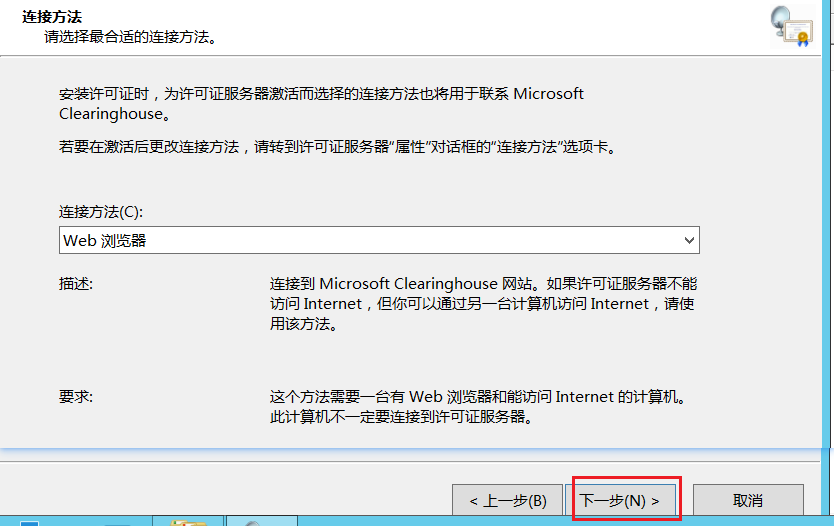 连接方法
请选择最合适的连接方法。
安装许可证时，为许可证服务器激活而选择的连接方法也将用于联系 Microsoft
Clearinghouse。
若要在激活后更改连接方法，请转到许可证服务器“属性”对话框的“连接方法”选项卡。
连接方法(C):
Web 浏览器
描述:
连接到 Microsoft Clearinghouse 网站。如果许可证服务器不能
访问 Internet，但你可以通过另一台计算机访问 Internet，请使
用该方法。
要求:
这个方法需要一台有 Web 浏览器和能访问 Internet 的计算机。
此计算机不一定要连接到许可证服务器。
< 上一步(B)
下一步(N) >
取消